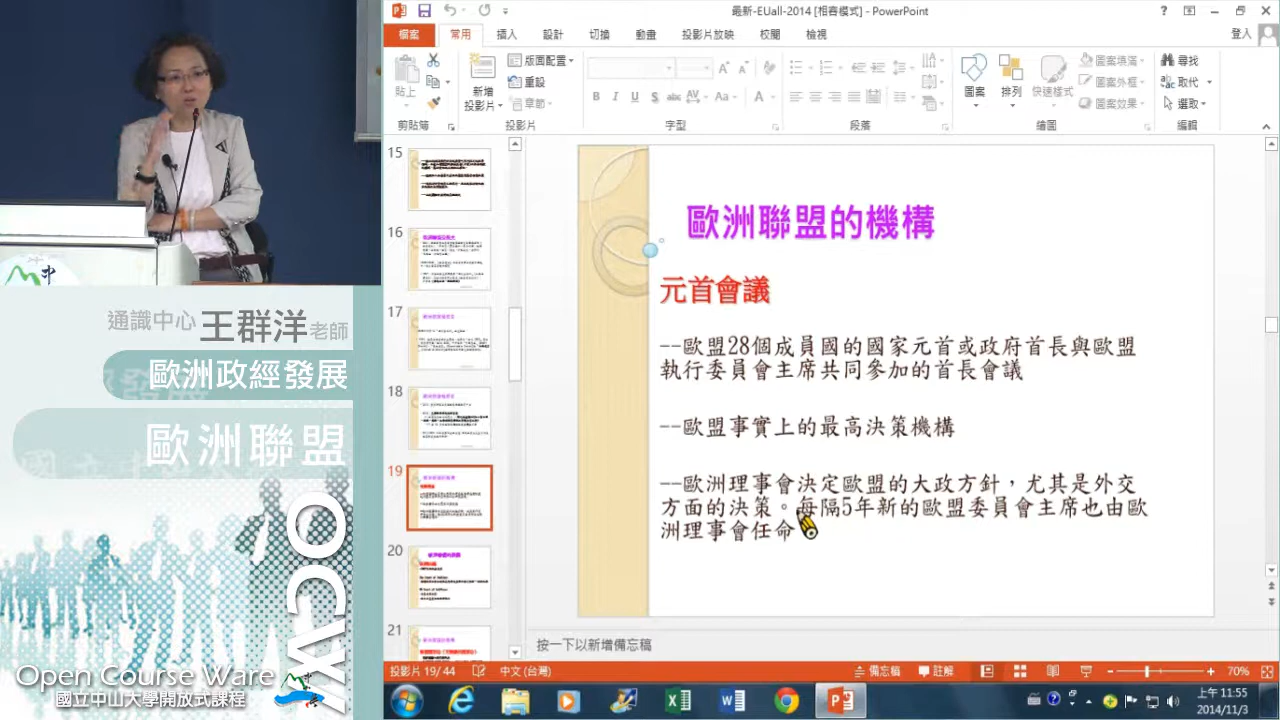 最新-EUall-2014 [相容模式] - PowerPoint
檔案 常用 插入 設計 切換 動畫 投影片放映 校閱 檢視 登入
貼上
新增
投影片
版面配置
重設
章節
B I U S abc AV Aa A
圖案 排列 快速樣式
圖案填滿
圖案外框
圖案效果
尋找
取代
選取
剪貼簿 投影片 字型 段落 繪圖 編輯
15
16
17
18
19
20
21
歐洲聯盟的機構
元首會議
--歐盟28個成員國的國家元首或政府首長與歐盟
執行委員會主席共同參加的首長會議
--歐盟事實上的最高決策機構
--歐洲理事會決定歐盟的大政方針，尤其是外交
方面的決策。每隔5年新的歐盟委員會主席也由歐
洲理事會任命
按一下以新增備忘稿
投影片 19/44 中文 (台灣) 備忘稿 註解 70%
上午 11:55
2014/11/3
通識中心 王群洋老師
歐洲政經發展
歐洲聯盟
OCW
Open Course Ware
國立中山大學開放式課程